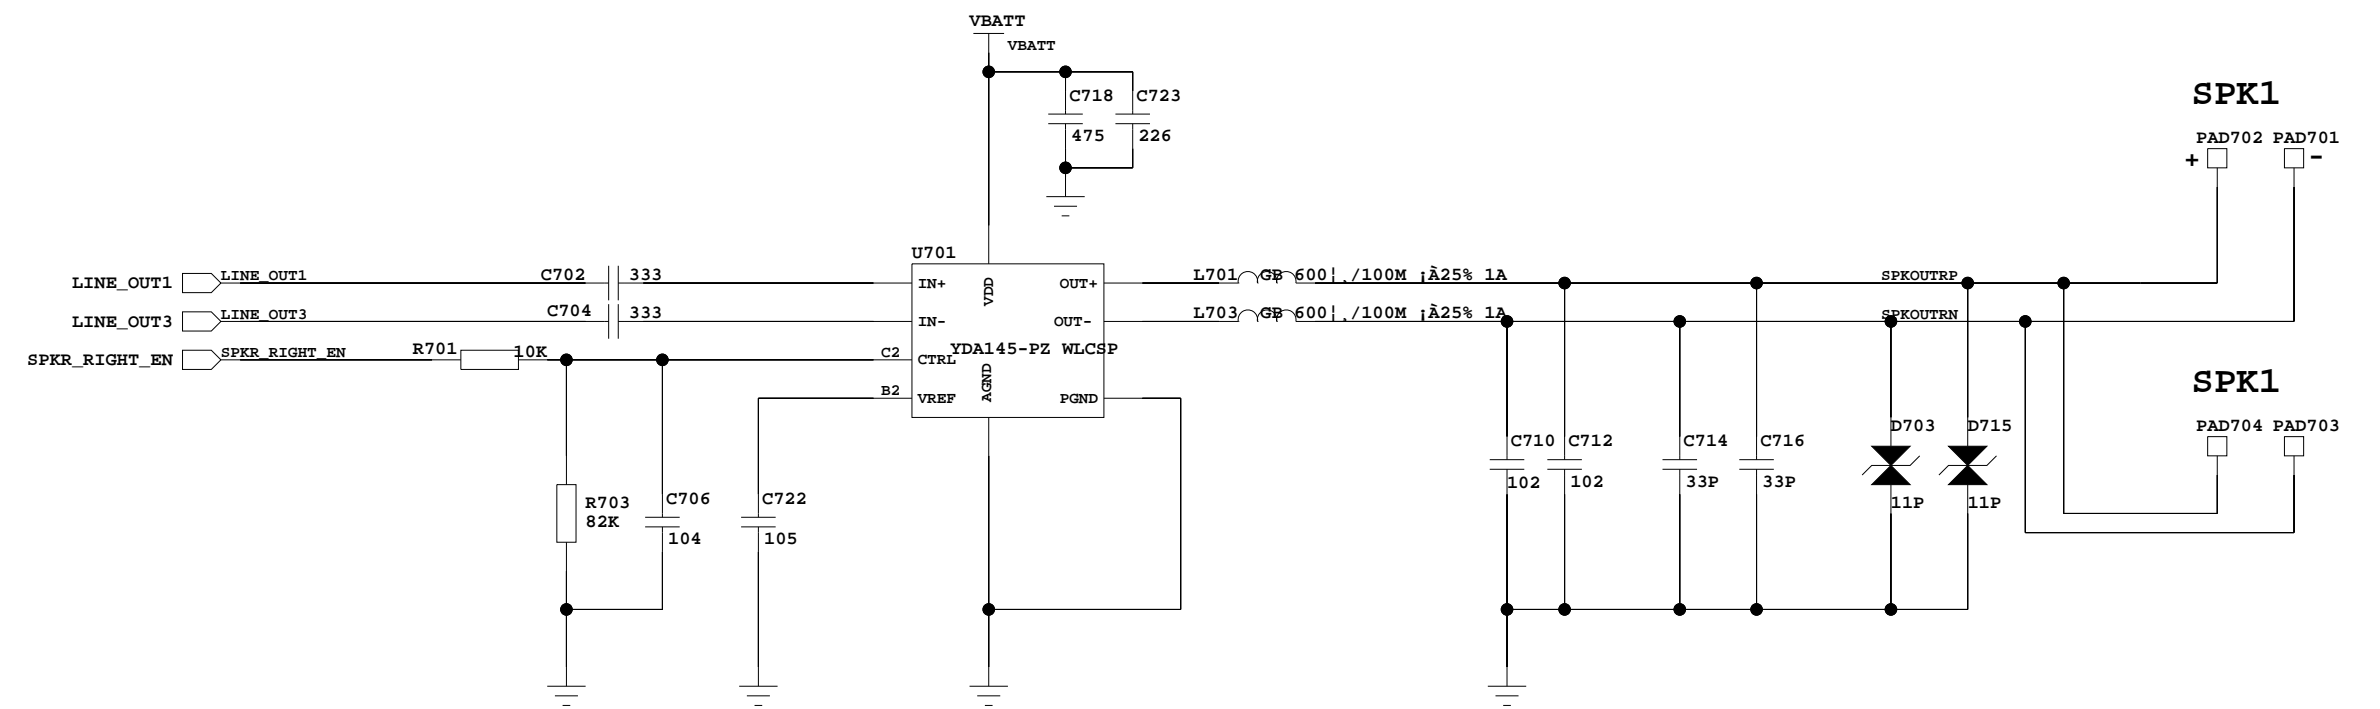 VBATT
VBATT
C718 C723
475 226
SPK1
PAD702 PAD701
+ -
U701
LINE_OUT1 LINE_OUT1 C702 333 IN+ VDD OUT+ L701 GB 600¦¸/100M ¡À25% 1A SPKOUTRP
LINE_OUT3 LINE_OUT3 C704 333 IN- OUT- L703 GB 600¦¸/100M ¡À25% 1A SPKOUTRN
SPKR_RIGHT_EN SPKR_RIGHT_EN R701 10K C2 CTRL YDA145-PZ WLCSP
B2 VREF AGND PGND
SPK1
PAD704 PAD703
C710 C712 C714 C716 D703 D715
102 102 33P 33P 11P 11P
R703 C706 C722
82K
104 105